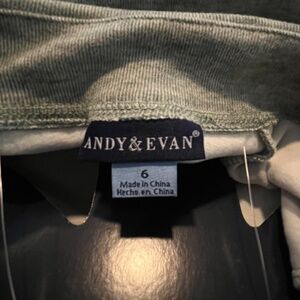 ANDY & EVAN®
6
Made in China
Hecho en China